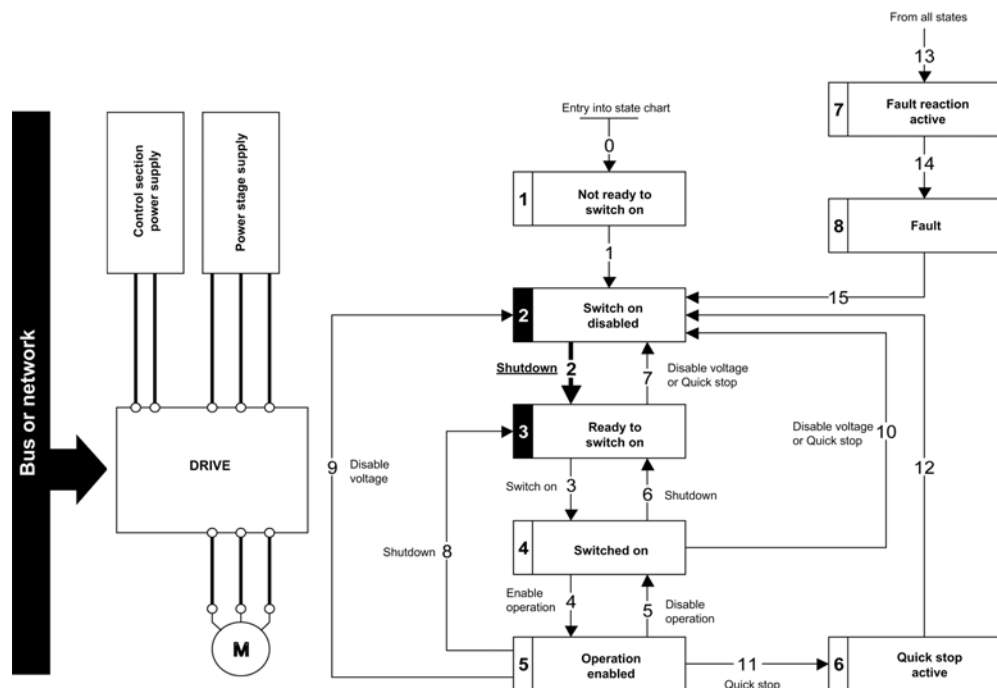 From all states
13
7
Fault reaction
active
14
8
Fault
15
Entry into state chart
0
1
Not ready to
switch on
1
2
Switch on
disabled
Shutdown
2
7
Disable voltage
or Quick stop
3
Ready to
switch on
Switch on
3
6
Shutdown
4
Switched on
Enable
operation
4
5
Disable
operation
5
Operation
enabled
11
Quick stop
6
Quick stop
active
Disable voltage
or Quick stop
10
12
9
Disable
voltage
Shutdown
8
Bus or network
Control section
power supply
Power stage supply
DRIVE
M